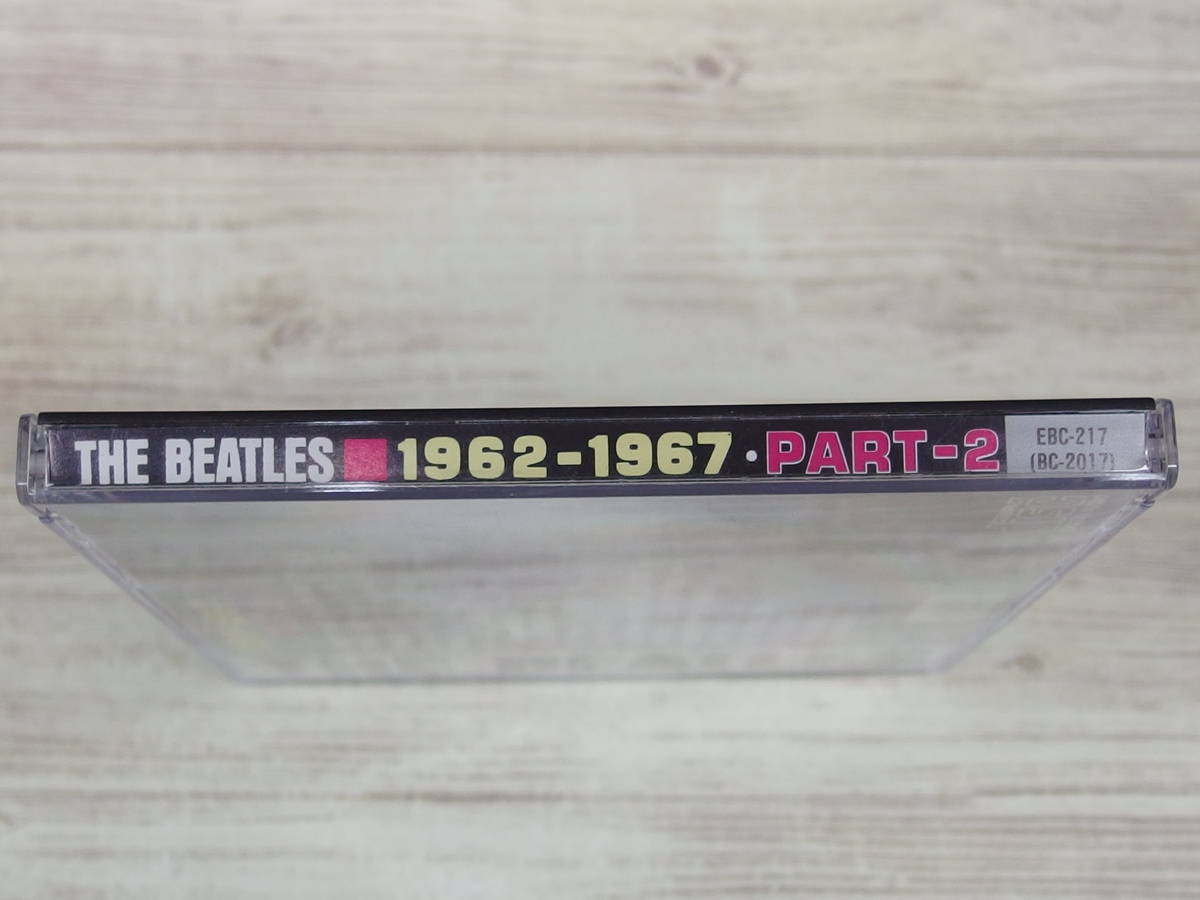 THE BEATLES ■ 1962-1967 · PART-2
EBC-217
(BC-2017)